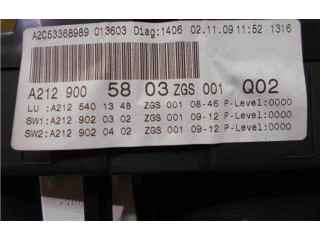 A2C53368989 013603 Diag:1406 02.11.09 11:52 1316
A212 900 58 03 ZGS 001 Q02
LU :A212 540 13 48 ZGS 001 08-46 P-Level:0000
SW1:A212 902 03 02 ZGS 001 09-12 P-Level:0000
SW2:A212 902 04 02 ZGS 001 09-12 P-Level:0000